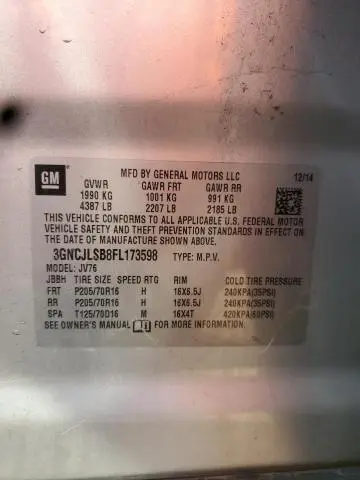 MFD BY GENERAL MOTORS LLC 12/14
GM
GVWR GAWR FRT GAWR RR
1990 KG 1001 KG 991 KG
4387 LB 2207 LB 2185 LB
THIS VEHICLE CONFORMS TO ALL APPLICABLE U.S. FEDERAL MOTOR
VEHICLE SAFETY AND THEFT PREVENTION STANDARDS IN EFFECT ON
THE DATE OF MANUFACTURE SHOWN ABOVE.
3GNCJLSB8FL173598 TYPE: M.P.V.
MODEL: JV76
JBBH TIRE SIZE SPEED RTG RIM COLD TIRE PRESSURE
FRT P205/70R16 H 16X6.5J 240KPA(35PSI)
RR P205/70R16 H 16X6.5J 240KPA(35PSI)
SPA T125/70D16 M 16X4T 420KPA(60PSI)
SEE OWNER'S MANUAL FOR MORE INFORMATION.